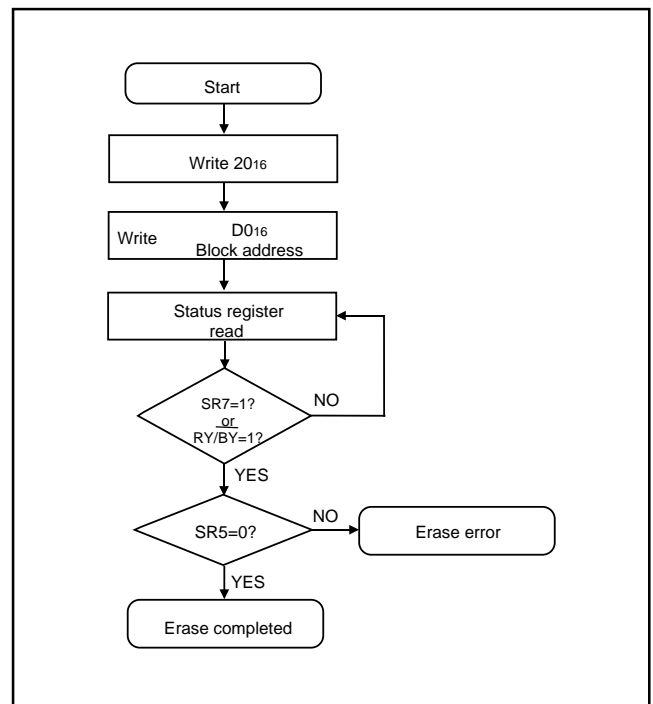 Start
Write 2016
Write D016
Block address
Status register
read
SR7=1?
or
RY/BY=1?
NO
YES
SR5=0?
NO
Erase error
YES
Erase completed